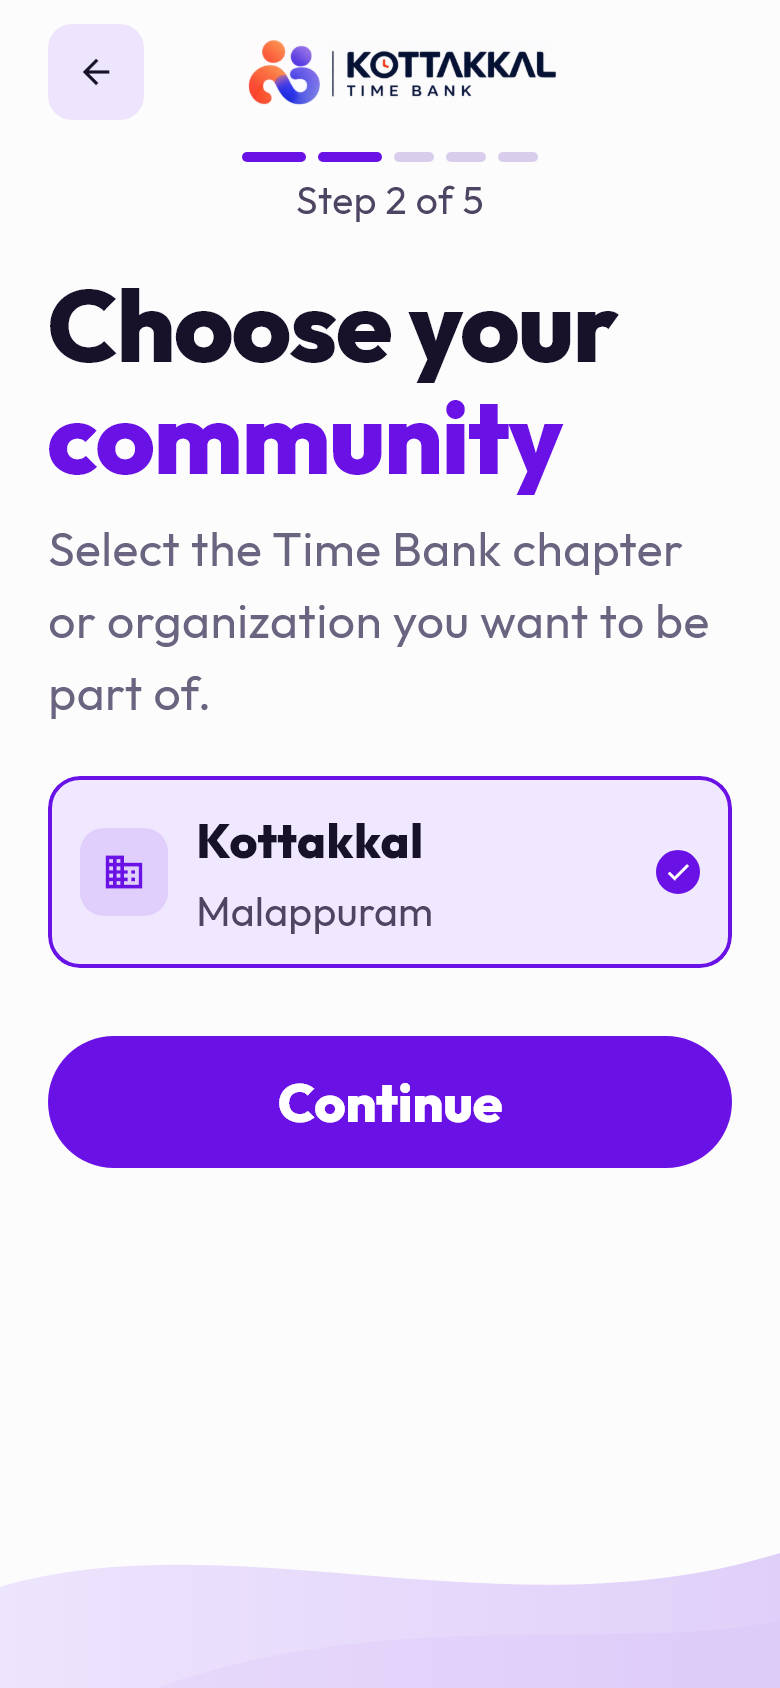 KOTTAKKAL
TIME BANK
Step 2 of 5
Choose your
community
Select the Time Bank chapter
or organization you want to be
part of.
Kottakkal
Malappuram
Continue